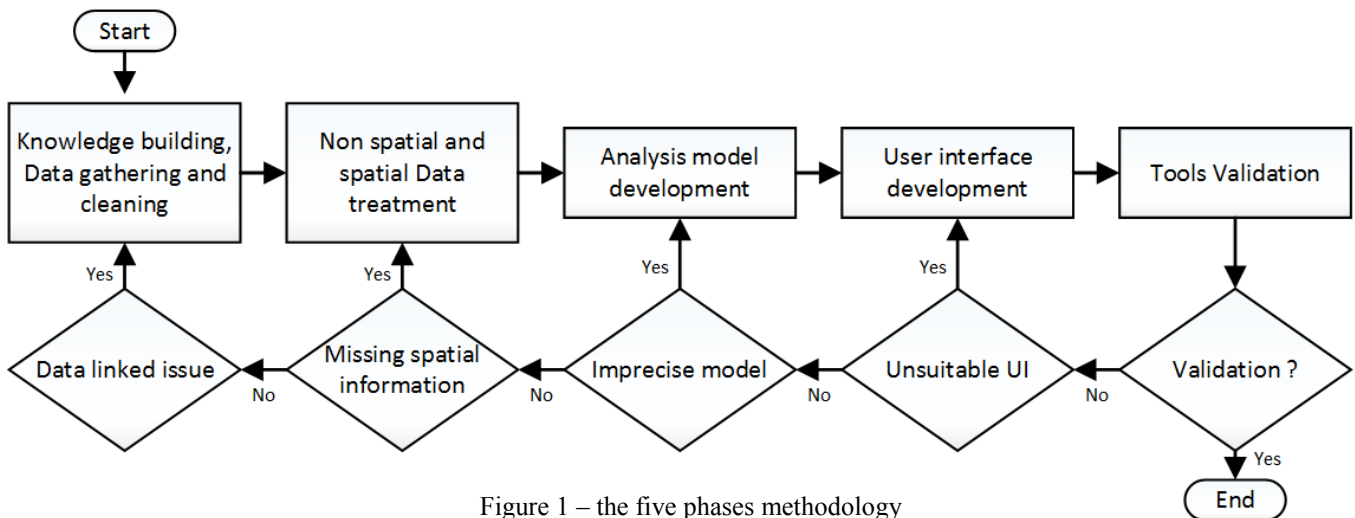 Start
Knowledge building,
Data gathering and
cleaning
Non spatial and
spatial Data
treatment
Analysis model
development
User interface
development
Tools Validation
Yes
Yes
Yes
Yes
Data linked issue
Missing spatial
information
Imprecise model
Unsuitable UI
Validation ?
No
No
No
No
Yes
End
Figure 1 – the five phases methodology